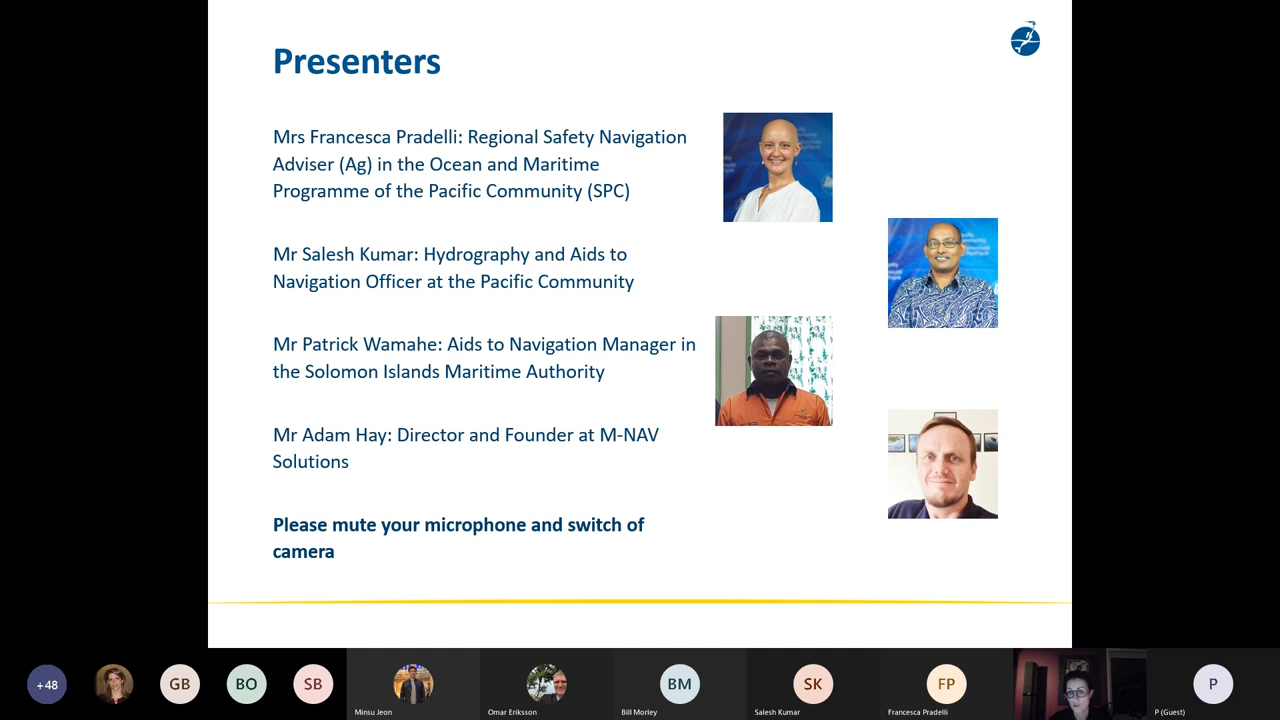 Presenters
Mrs Francesca Pradelli: Regional Safety Navigation
Adviser (Ag) in the Ocean and Maritime
Programme of the Pacific Community (SPC)
Mr Salesh Kumar: Hydrography and Aids to
Navigation Officer at the Pacific Community
Mr Patrick Wamahe: Aids to Navigation Manager in
the Solomon Islands Maritime Authority
Mr Adam Hay: Director and Founder at M-NAV
Solutions
Please mute your microphone and switch of
camera
+48
GB
BO
SB
BM
SK
FP
P
Minsu Jeon
Omar Eriksson
Bill Morley
Salesh Kumar
Francesca Pradelli
P (Guest)